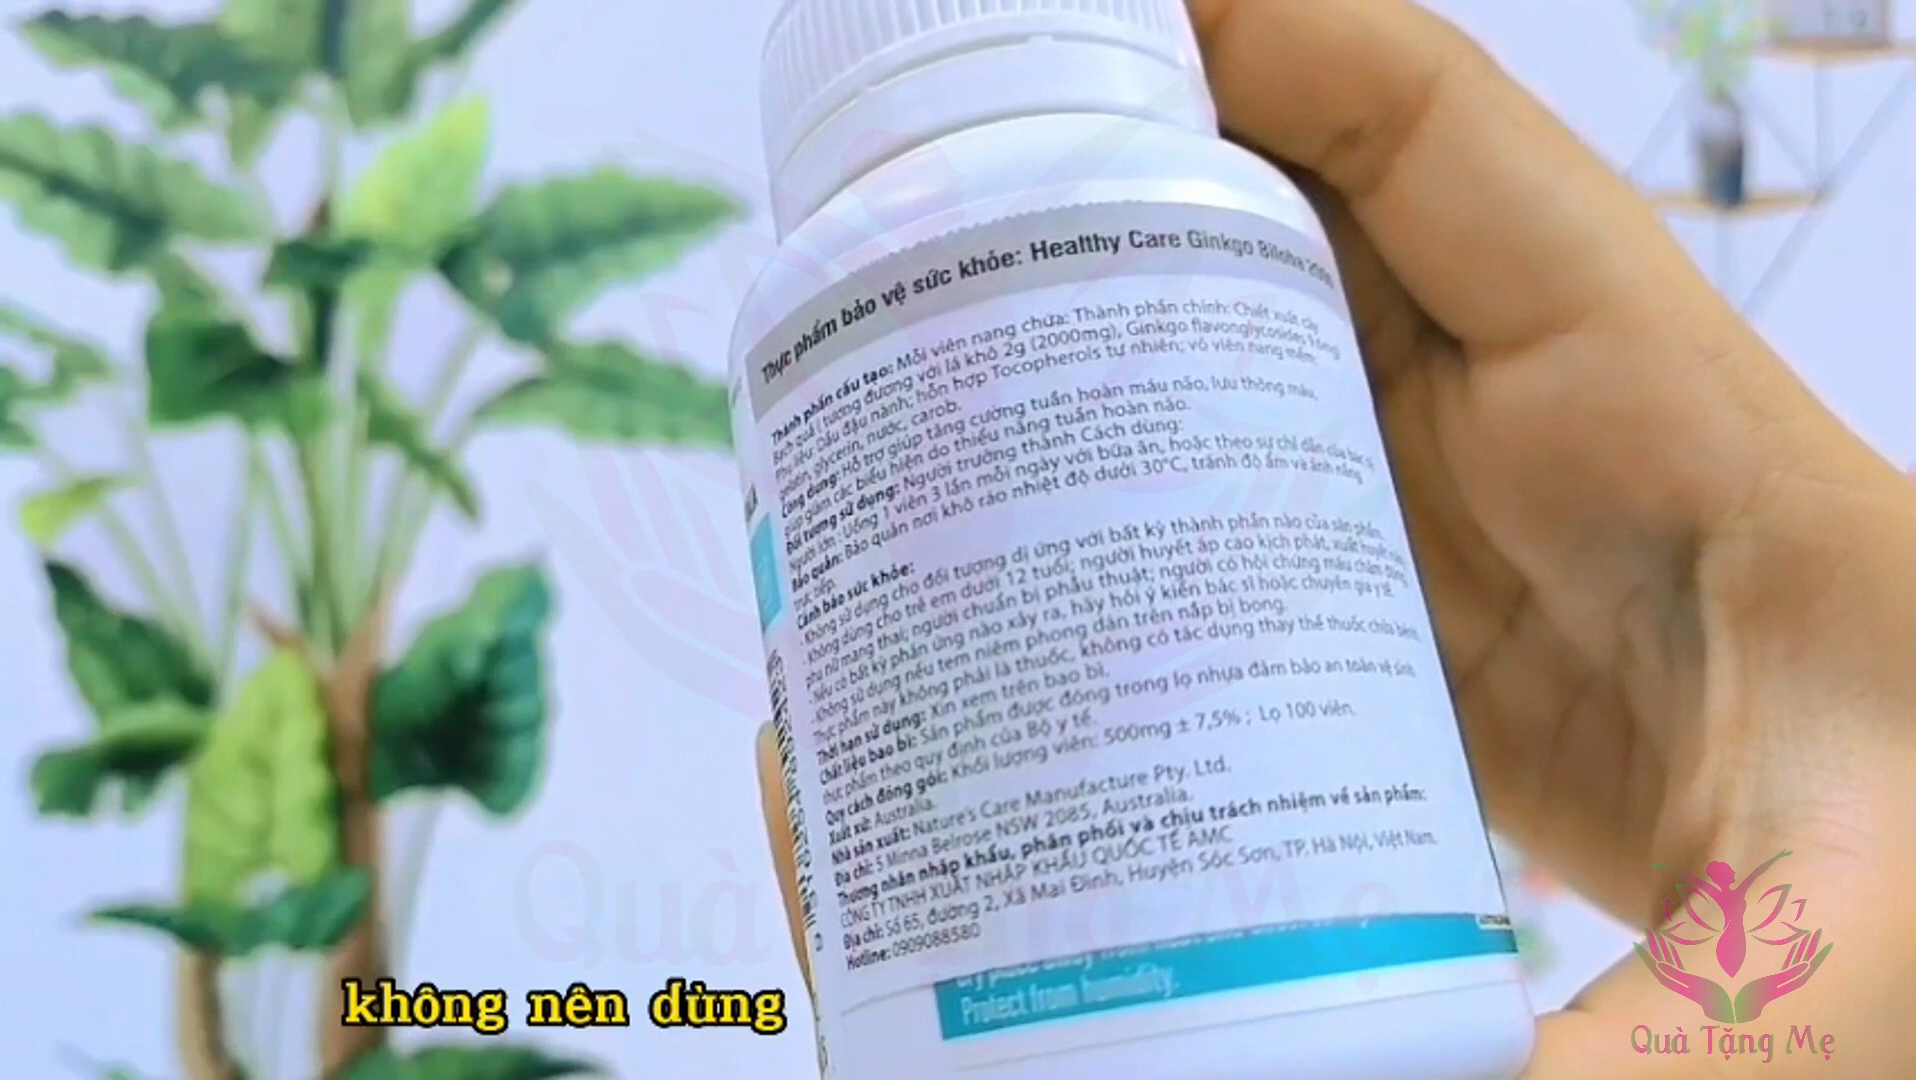 Thực phẩm bảo vệ sức khỏe: Healthy Care Ginkgo Biloba 2000
Thành phần cấu tạo: Mỗi viên nang chứa: Thành phần chính: Chiết xuất cây
Bạch quả ( tương đương với lá khô 2g (2000mg), Ginkgo flavonglycosides
Phụ liệu: Dầu đậu nành; hỗn hợp Tocopherols tự nhiên; vỏ viên nang mềm:
gelatin, glycerin, nước, carob.
Công dụng: Hỗ trợ giúp tăng cường tuần hoàn máu não, lưu thông máu,
giúp giảm các biểu hiện do thiểu năng tuần hoàn não.
Đối tượng sử dụng: Người trưởng thành Cách dùng:
Người lớn : Uống 1 viên 3 lần mỗi ngày với bữa ăn, hoặc theo sự chỉ dẫn của bác sĩ
Bảo quản: Bảo quản nơi khô ráo nhiệt độ dưới 30°C, tránh độ ẩm và ánh nắng
trực tiếp.
Cảnh báo sức khỏe:
- Không sử dụng cho đối tượng dị ứng với bất kỳ thành phần nào của sản phẩm.
- Không dùng cho trẻ em dưới 12 tuổi; người huyết áp cao kịch phát, xuất huyết
phụ nữ mang thai; người chuẩn bị phẫu thuật; người có hội chứng máu chậm đông
- Nếu có bất kỳ phản ứng nào xảy ra, hãy hỏi ý kiến bác sĩ hoặc chuyên gia y tế.
- Không sử dụng nếu tem niêm phong dán trên nắp bị bong.
Thực phẩm này không phải là thuốc, không có tác dụng thay thế thuốc chữa bệnh.
Thời hạn sử dụng: Xin xem trên bao bì.
Chất liệu bao bì: Sản phẩm được đóng trong lọ nhựa đảm bảo an toàn vệ sinh
thực phẩm theo quy định của Bộ y tế.
Quy cách đóng gói: Khối lượng viên: 500mg ± 7,5% ; Lọ 100 viên.
Xuất xứ: Australia.
Nhà sản xuất: Nature's Care Manufacture Pty. Ltd.
Địa chỉ: 5 Minna Belrose NSW 2085, Australia.
Thương nhân nhập khẩu, phân phối và chịu trách nhiệm về sản phẩm:
CÔNG TY TNHH XUẤT NHẬP KHẨU QUỐC TẾ AMC
Địa chỉ: Số 65, đường 2, Xã Mai Đình, Huyện Sóc Sơn, TP. Hà Nội, Việt Nam.
Hotline: 0909088580
Protect from humidity.
không nên dừng
Quà Tặng Mẹ
Quà Tặng Mẹ